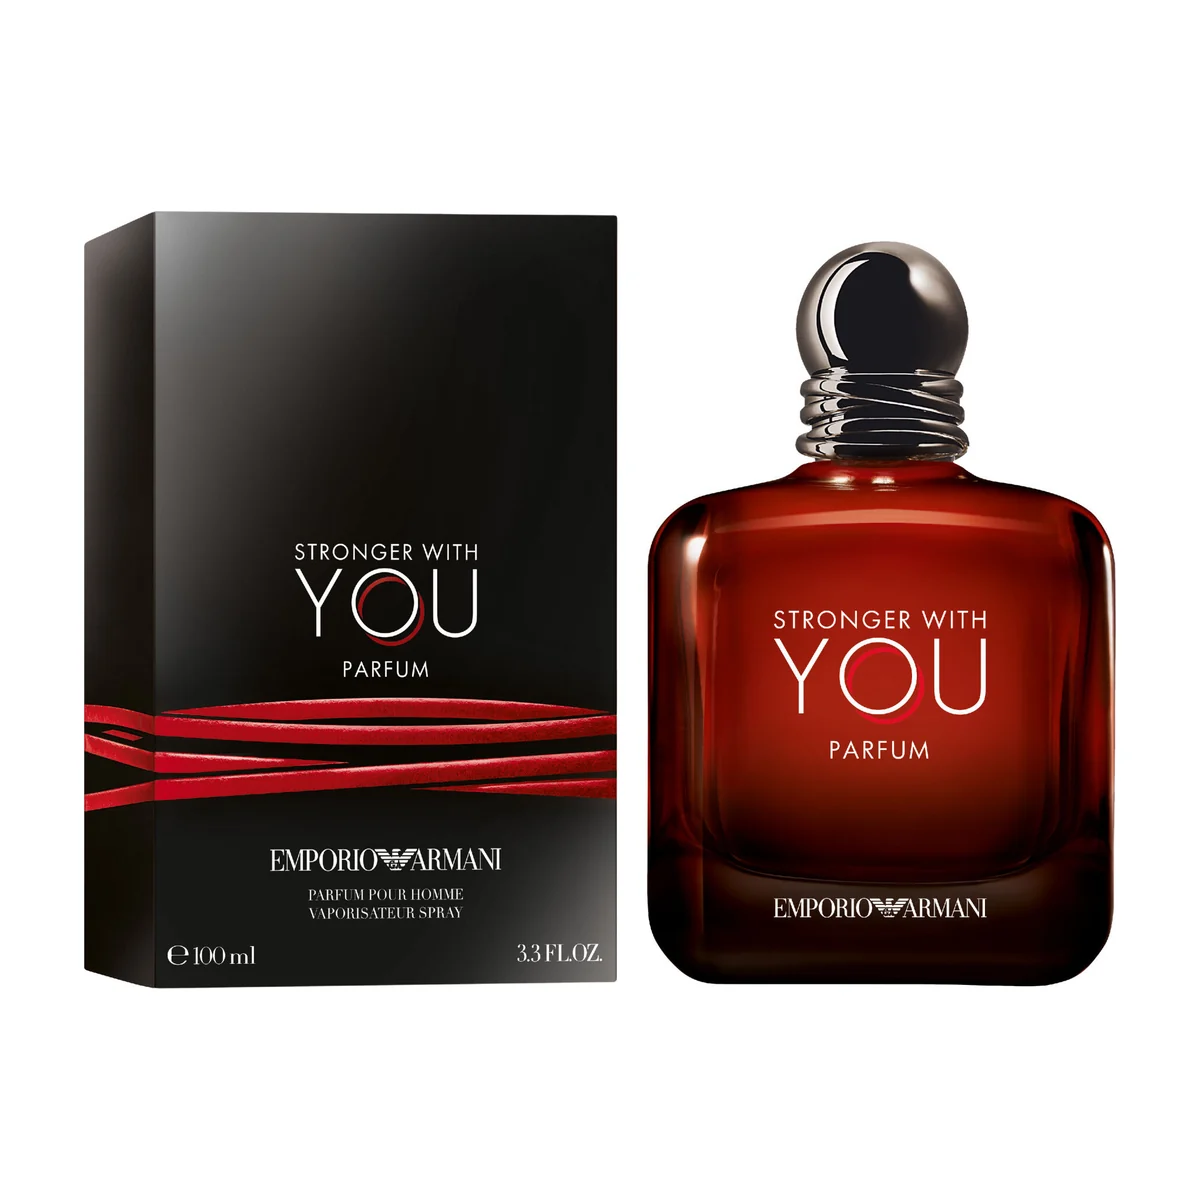 STRONGER WITH
YOU
PARFUM
EMPORIO ARMANI
PARFUM POUR HOMME
VAPORISATEUR SPRAY
℮100 ml
3.3 FL.OZ.
STRONGER WITH
YOU
PARFUM
EMPORIO ARMANI